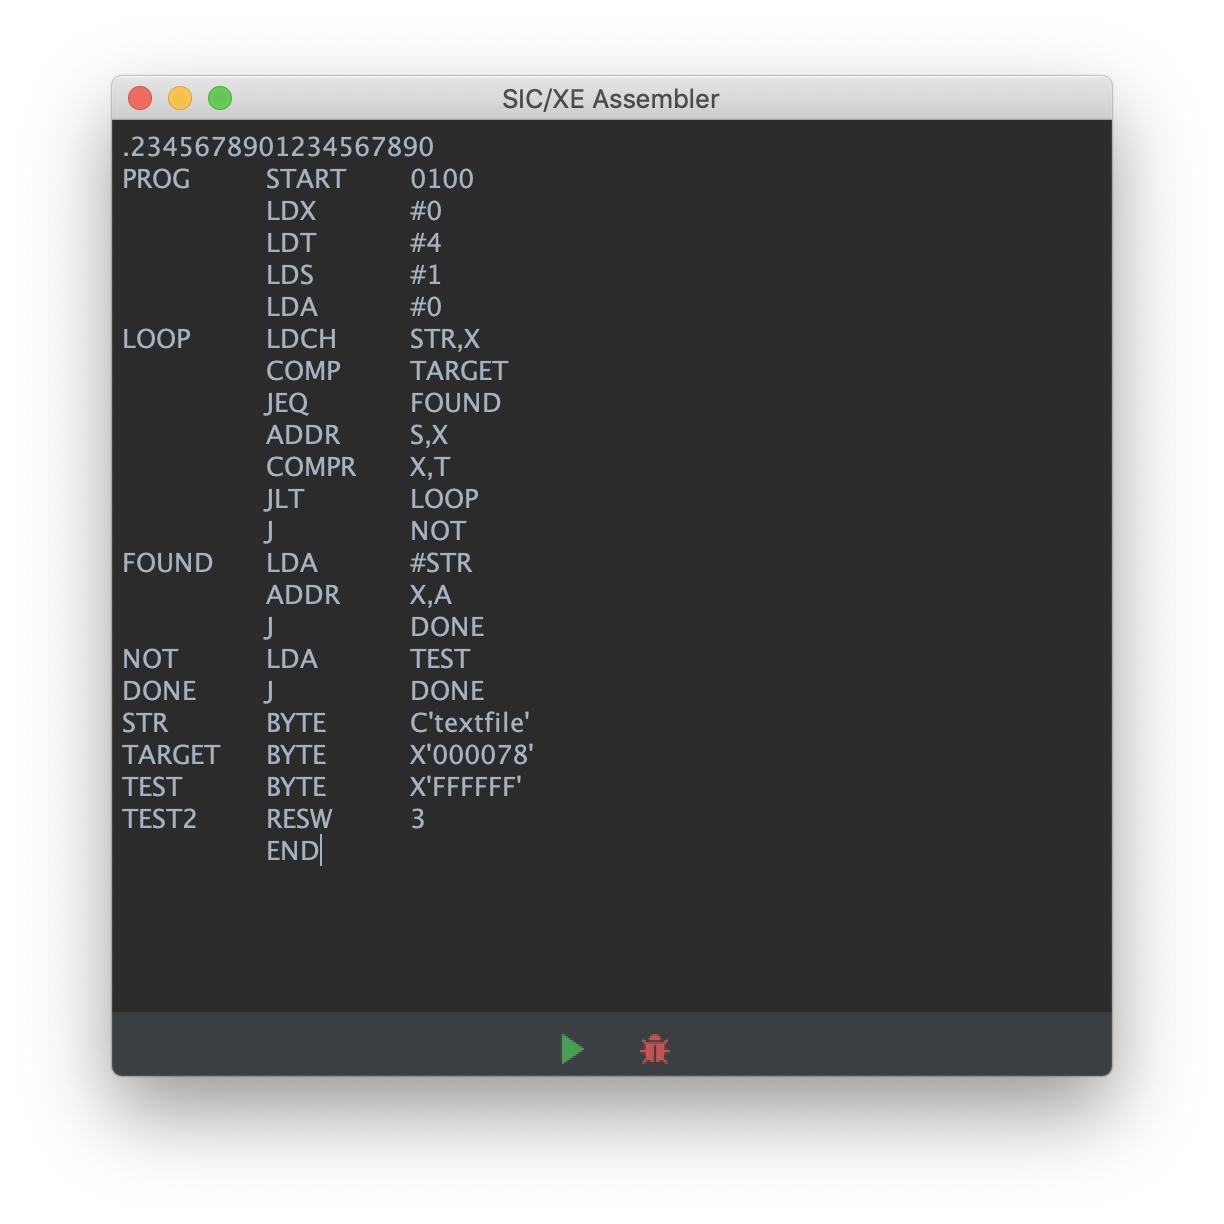 SIC/XE Assembler
.2345678901234567890
PROG START 0100
LDX #0
LDT #4
LDS #1
LDA #0
LOOP LDCH STR,X
COMP TARGET
JEQ FOUND
ADDR S,X
COMPR X,T
JLT LOOP
J NOT
FOUND LDA #STR
ADDR X,A
J DONE
NOT LDA TEST
DONE J DONE
STR BYTE C'textfile'
TARGET BYTE X'000078'
TEST BYTE X'FFFFFF'
TEST2 RESW 3
END